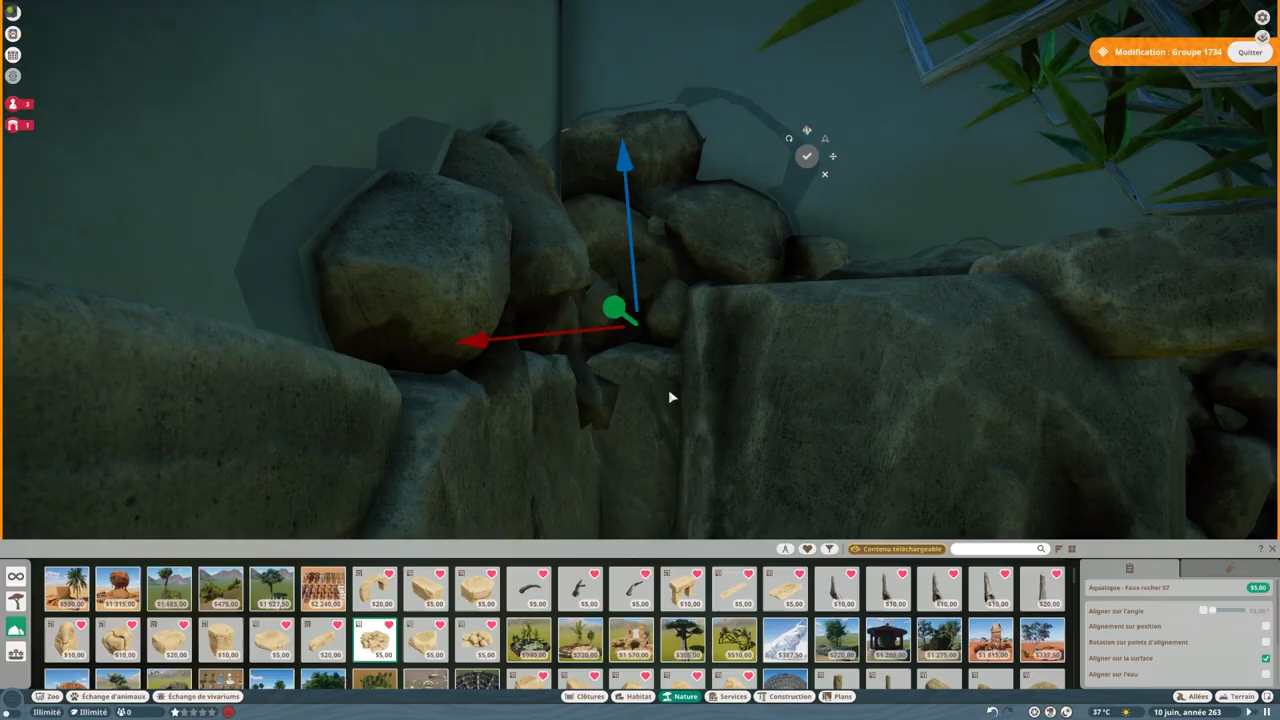 Modification : Groupe 1734
Quitter
3
1
Contenu téléchargeable
$580,00
$1 315,00
$1 485,00
$475,00
$1 527,50
$2 240,00
$20,00
$5,00
$5,00
$5,00
$5,00
$5,00
$10,00
$5,00
$5,00
$10,00
$10,00
$10,00
$10,00
$20,00
$10,00
$10,00
$20,00
$10,00
$5,00
$20,00
$5,00
$5,00
$5,00
$720,00
$1 570,00
$305,00
$510,00
$387,50
$720,00
$1 200,00
$1 275,00
$1 815,00
$337,50
Aquatique - Faux rocher 07
$5,00
Aligner sur l'angle
Alignement sur position
Rotation sur points d'alignement
Aligner sur la surface
Aligner sur l'eau
Zoo
Échange d'animaux
Échange de vivariums
Clôtures
Habitat
Nature
Services
Construction
Plans
Allées
Terrain
Illimité
Illimité
0
37 °C
10 juin, année 263